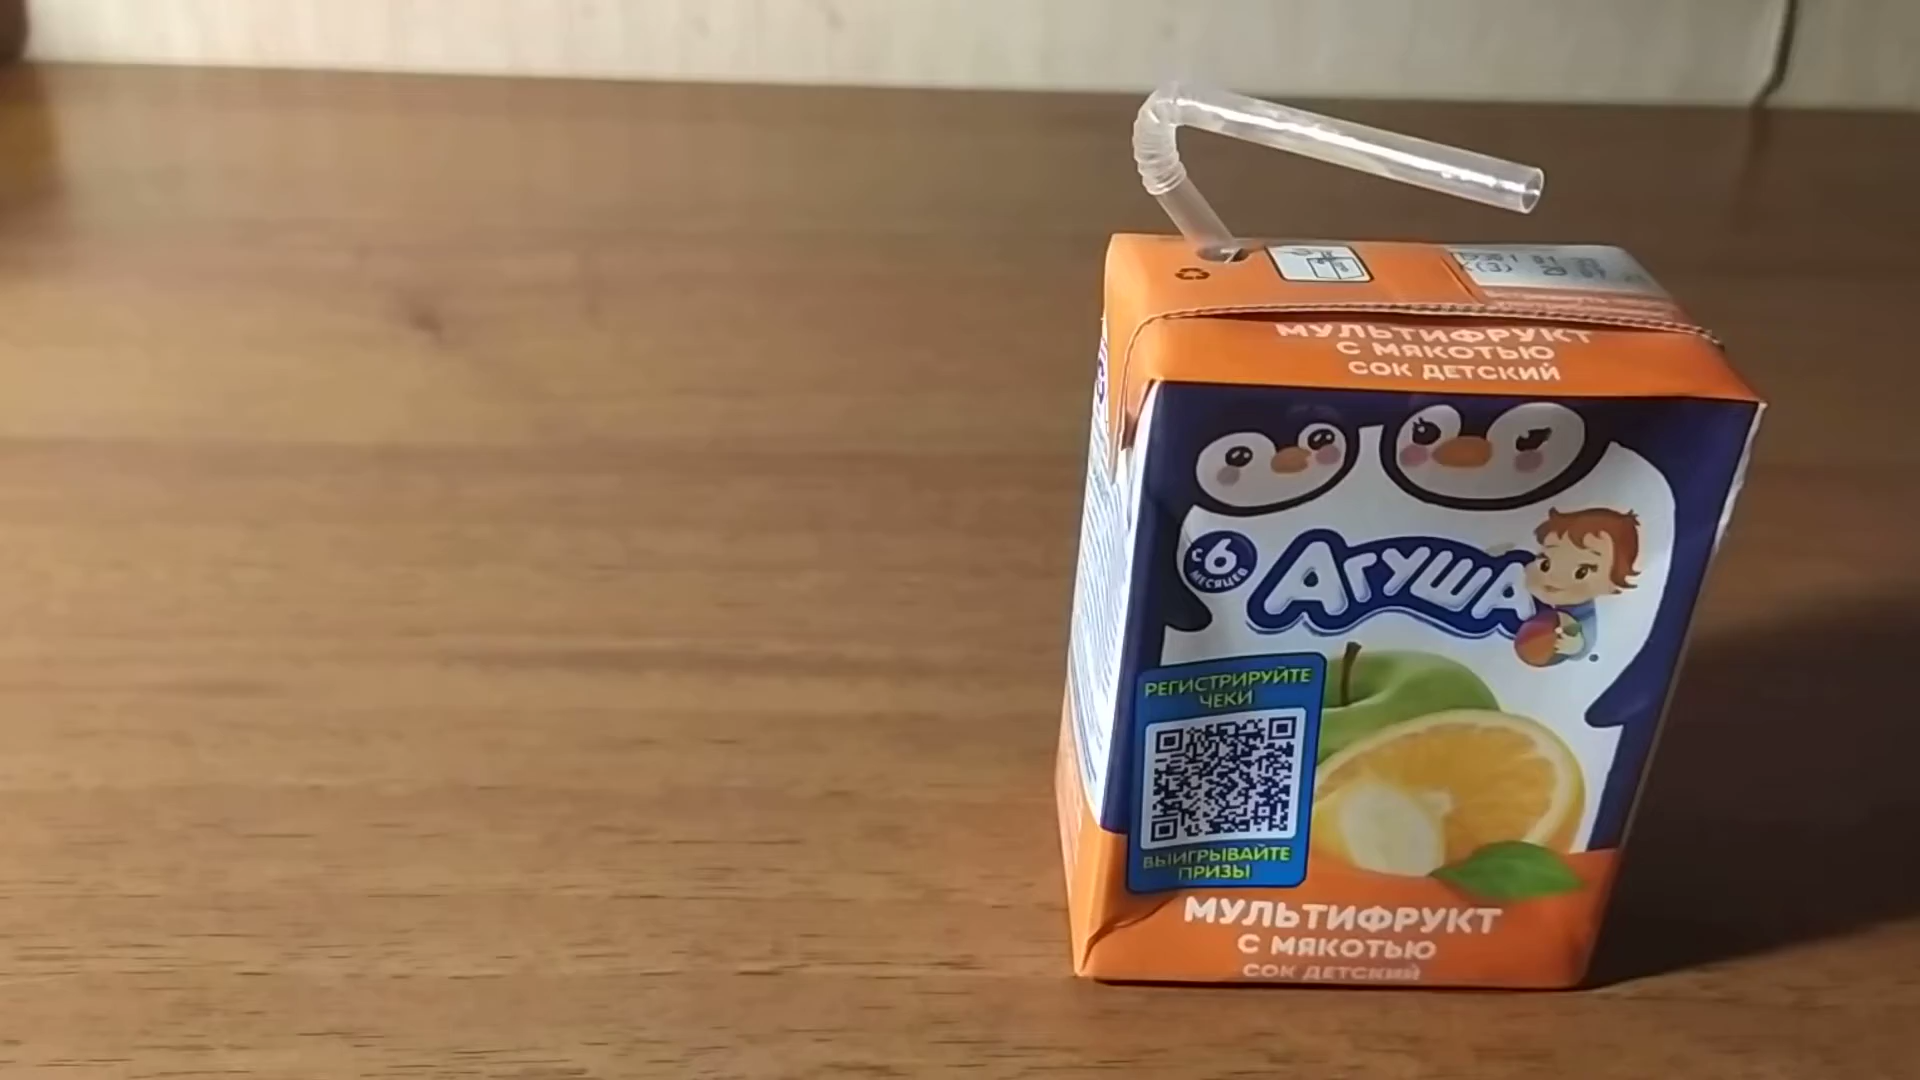 МУЛЬТИФРУКТ
С МЯКОТЬЮ
СОК ДЕТСКИЙ
С 6
МЕСЯЦЕВ
Агуша
РЕГИСТРИРУЙТЕ
ЧЕКИ
ВЫИГРЫВАЙТЕ
ПРИЗЫ
МУЛЬТИФРУКТ
С МЯКОТЬЮ
СОК ДЕТСКИЙ